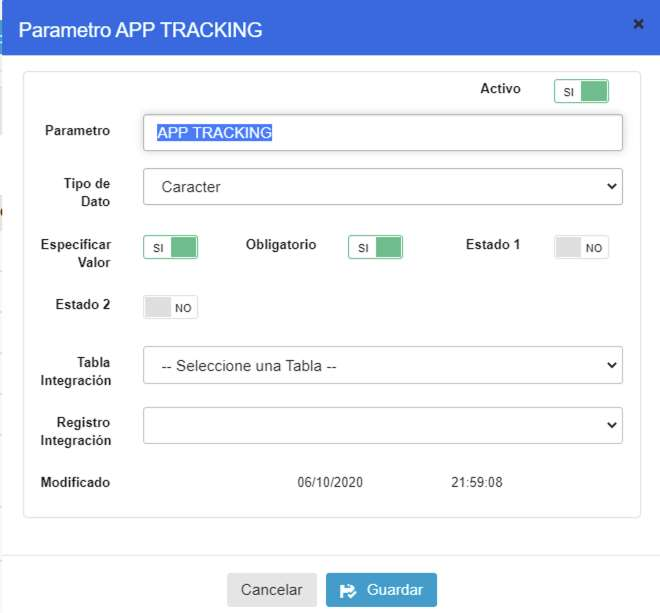 Parametro APP TRACKING
×
Activo
SI
Parametro
APP TRACKING
Tipo de
Dato
Caracter
Especificar
Valor
SI
Obligatorio
SI
Estado 1
NO
Estado 2
NO
Tabla
Integración
-- Seleccione una Tabla --
Registro
Integración
Modificado
06/10/2020
21:59:08
Cancelar
Guardar